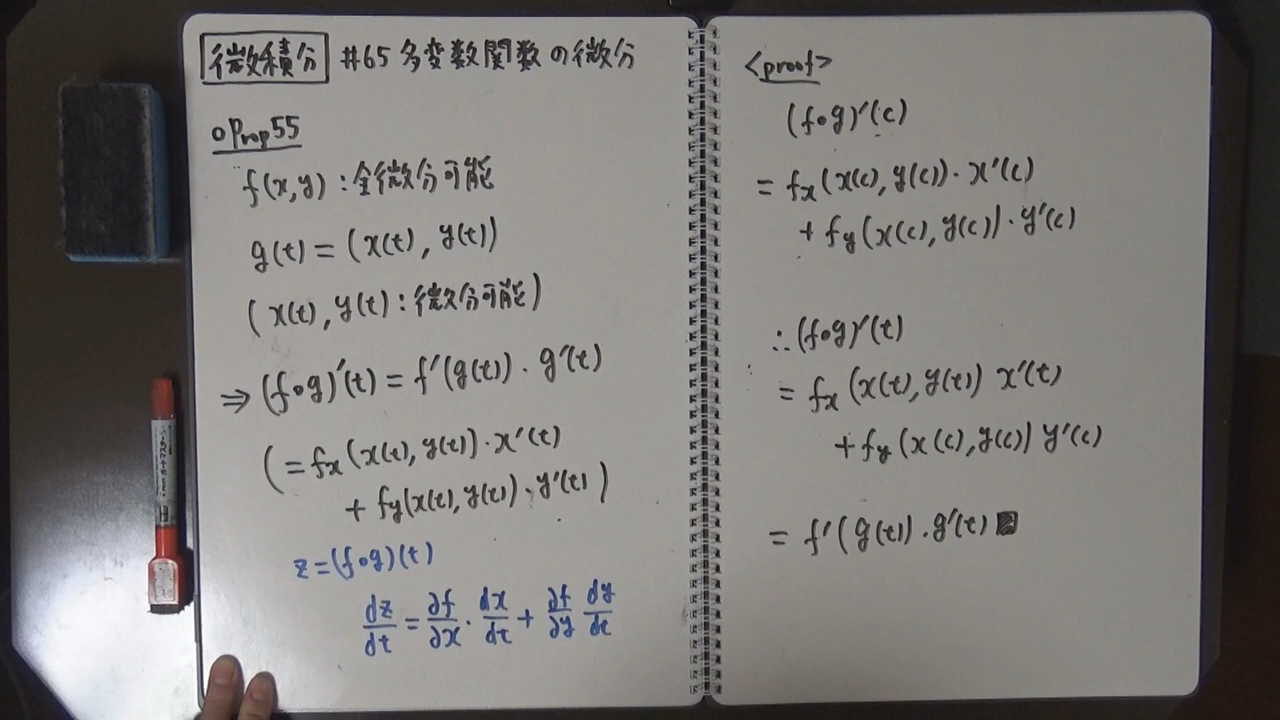 微積分 #65 多変数関数の微分
○Prop55
f(x,y) : 全微分可能
g(t) = (x(t), y(t))
(x(t), y(t) : 微分可能)
⇒ (f∘g)'(t) = f'(g(t)) · g'(t)
(= fx(x(t), y(t)) · x'(t)
+ fy(x(t), y(t)) · y'(t))
z = (f∘g)(t)
dz/dt = ∂f/∂x · dx/dt + ∂f/∂y dy/dt
<proof>
(f∘g)'(c)
= fx(x(c), y(c)) · x'(c)
+ fy(x(c), y(c)) · y'(c)
∴ (f∘g)'(t)
= fx(x(t), y(t)) x'(t)
+ fy(x(c), y(c)) y'(c)
= f'(g(t)) · g'(t)